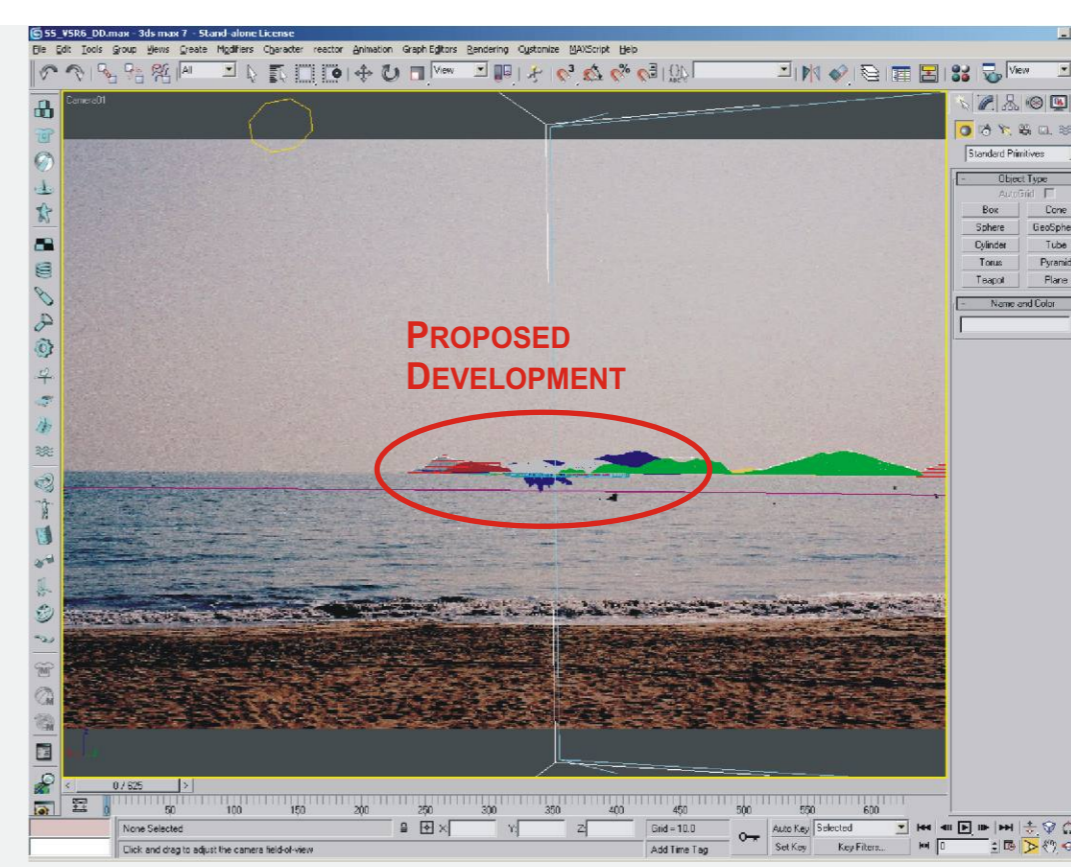 SS_VSR6_DD.max - 3ds max 7 - Stand-alone License
File Edit Tools Group Views Create Modifiers Character reactor Animation Graph Editors Rendering Customize MAXScript Help
All View View
Camera01
Standard Primitives
- Object Type
AutoGrid
Box Cone
Sphere GeoSphe
Cylinder Tube
Torus Pyramid
Teapot Plane
- Name and Color
PROPOSED
DEVELOPMENT
< 0 / 625 >
0 50 100 150 200 250 300 350 400 450 500 550 600
None Selected X: Y: Z: Grid = 10.0 Auto Key Selected
Click and drag to adjust the camera field-of-view Add Time Tag Set Key Key Filters... 0